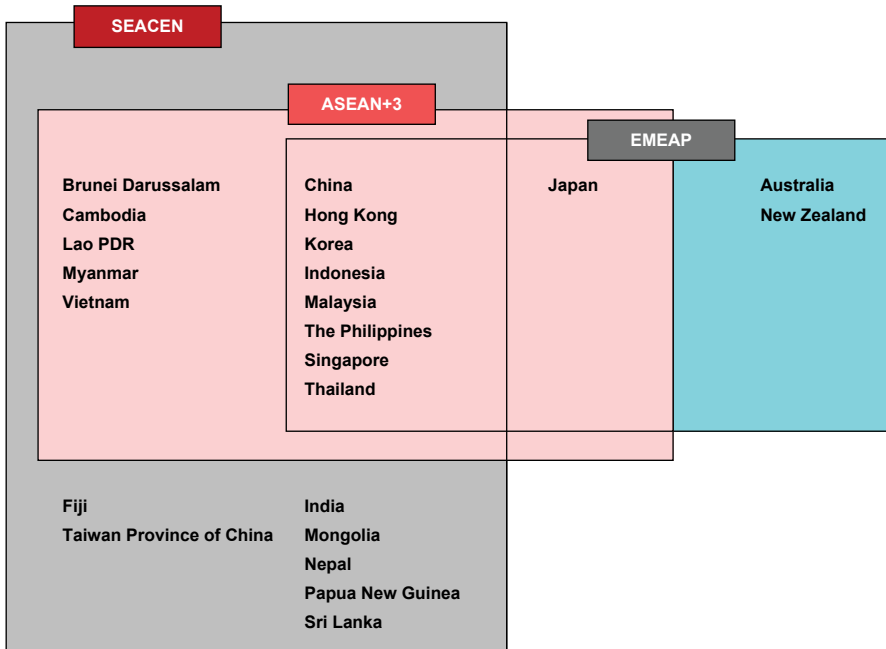 SEACEN
ASEAN+3
EMEAP
Brunei Darussalam
Cambodia
Lao PDR
Myanmar
Vietnam
China
Hong Kong
Korea
Indonesia
Malaysia
The Philippines
Singapore
Thailand
Japan
Australia
New Zealand
Fiji
Taiwan Province of China
India
Mongolia
Nepal
Papua New Guinea
Sri Lanka